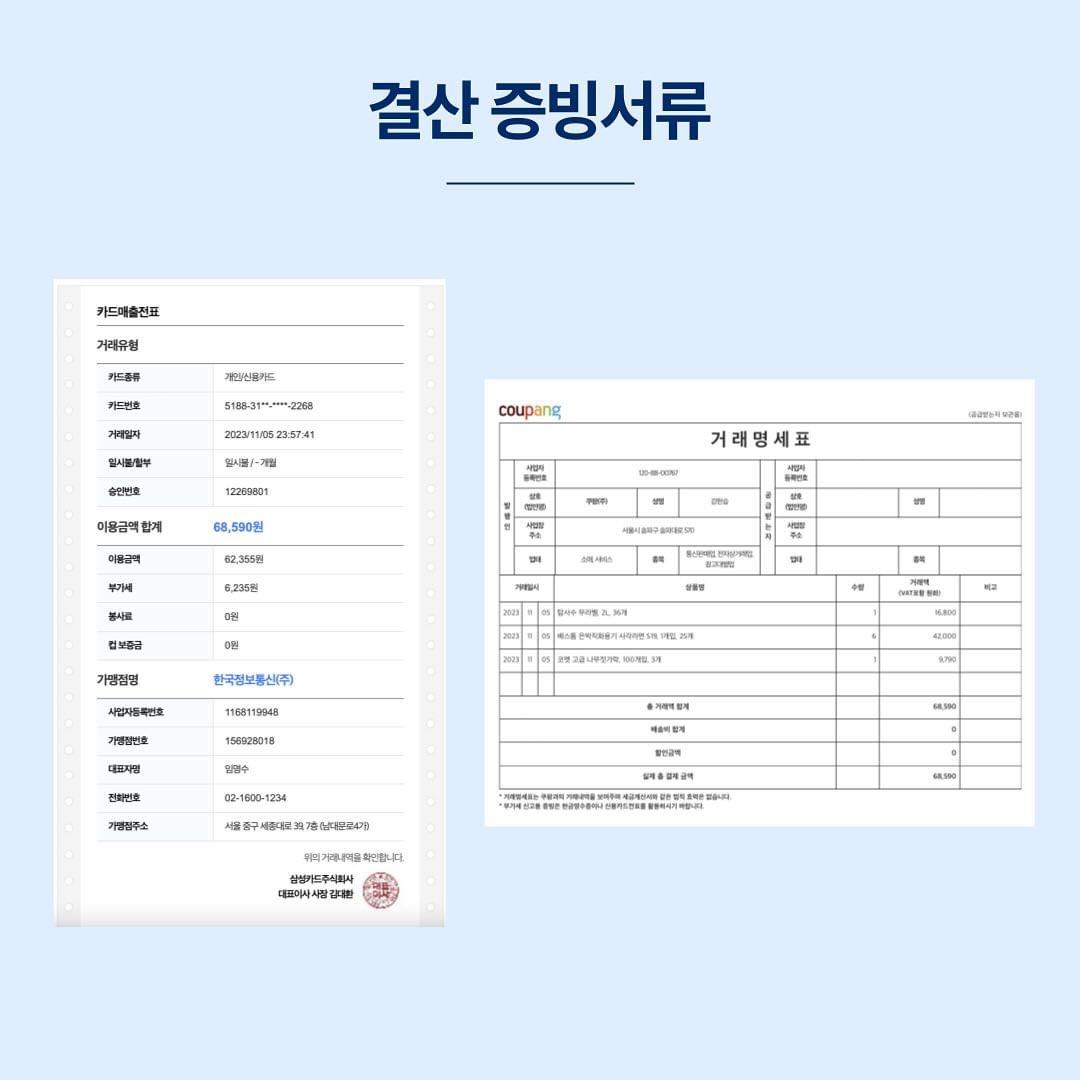 결산 증빙서류
카드매출전표
거래유형
카드종류 개인/신용카드
카드번호 5188-31**-****-2268
거래일자 2023/11/05 23:57:41
일시불/할부 일시불 / - 개월
승인번호 12269801
이용금액 합계 68,590원
이용금액 62,355원
부가세 6,235원
봉사료 0원
컵 보증금 0원
가맹점명 한국정보통신(주)
사업자등록번호 1168119948
가맹점번호 156928018
대표자명 임명수
전화번호 02-1600-1234
가맹점주소 서울 중구 세종대로 39, 7층 (남대문로4가)
위의 거래내역을 확인합니다.
삼성카드주식회사
대표이사 사장 김대환
대표이사
coupang
(공급받는자 보관용)
거래명세표
발행인
사업자 등록번호 120-88-00767
상호 (법인명) 쿠팡(주) 성명 강한승
사업장 주소 서울시 송파구 송파대로 570
업태 소매, 서비스 종목 통신판매업, 전자상거래업, 광고대행업
공급받는자
사업자 등록번호
상호 (법인명) 성명
사업장 주소
업태 종목
거래일시 상품명 수량 거래액 (VAT포함 원화) 비고
2023 11 05 탐사수 무라벨, 2L, 36개 1 16,800
2023 11 05 베스홈 은박직화용기 사각라면 S19, 1개입, 25개 6 42,000
2023 11 05 코멧 고급 나무젓가락, 100개입, 3개 1 9,790
총 거래액 합계 68,590
배송비 합계 0
할인금액 0
실제 총 결제 금액 68,590
* 거래명세표는 쿠팡과의 거래내역을 보여주며 세금계산서와 같은 법적 효력은 없습니다.
* 부가세 신고용 증빙은 현금영수증이나 신용카드전표를 활용하시기 바랍니다.